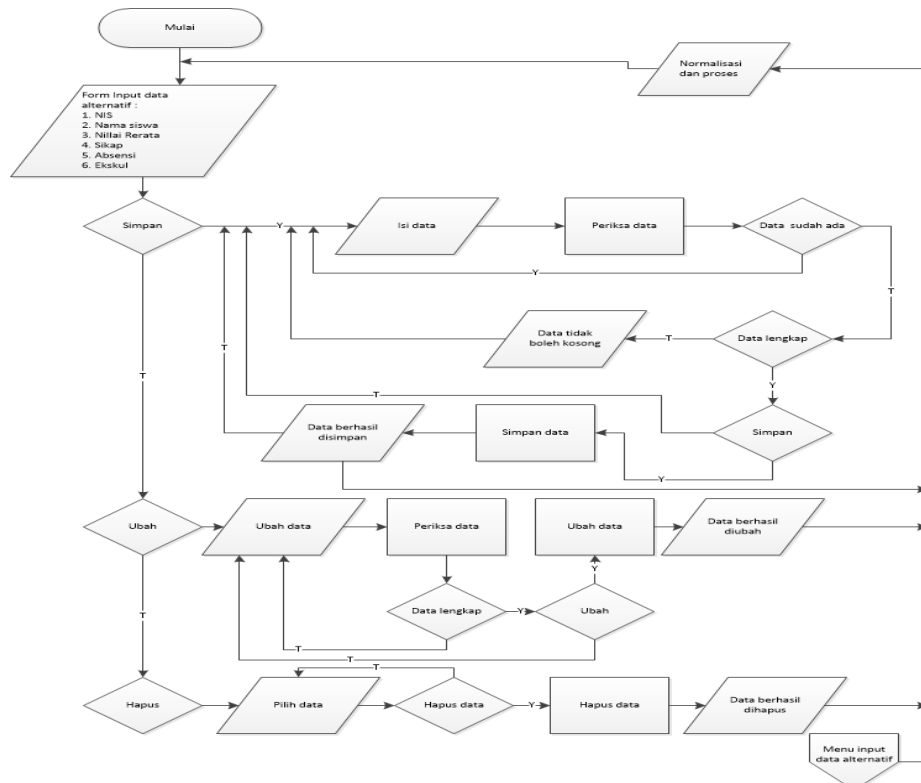 Mulai
Normalisasi
dan proses
Form Input data
alternatif :
1. NIS
2. Nama siswa
3. Nillai Rerata
4. Sikap
5. Absensi
6. Ekskul
Simpan
Y
Isi data
Periksa data
Data sudah ada
Y
T
Data tidak
boleh kosong
T
Data lengkap
T
Y
T
T
Data berhasil
disimpan
Simpan data
Simpan
Y
Ubah
Ubah data
Periksa data
Ubah data
Data berhasil
diubah
Y
Data lengkap
Y
Ubah
T
T
T
T
Hapus
Pilih data
Hapus data
Y
Hapus data
Data berhasil
dihapus
Menu input
data alternatif